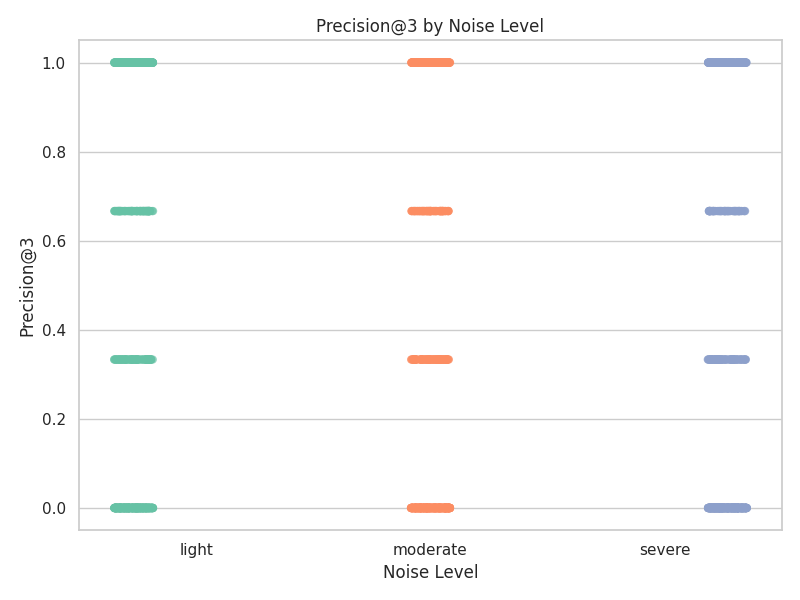 Precision@3 by Noise Level
Precision@3
1.0
0.8
0.6
0.4
0.2
0.0
light
moderate
severe
Noise Level